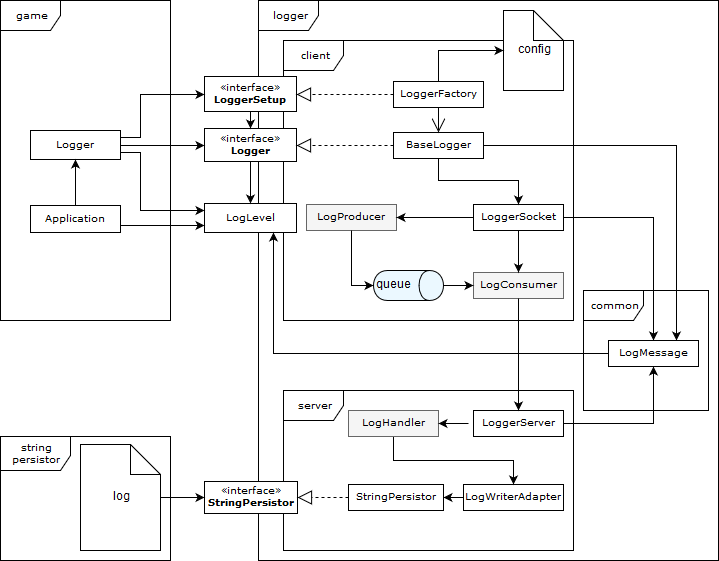 game
logger
client
config
«interface»
LoggerSetup
LoggerFactory
Logger
«interface»
Logger
BaseLogger
Application
LogLevel
LogProducer
LoggerSocket
queue
LogConsumer
common
LogMessage
server
LogHandler
LoggerServer
string
persistor
log
«interface»
StringPersistor
StringPersistor
LogWriterAdapter